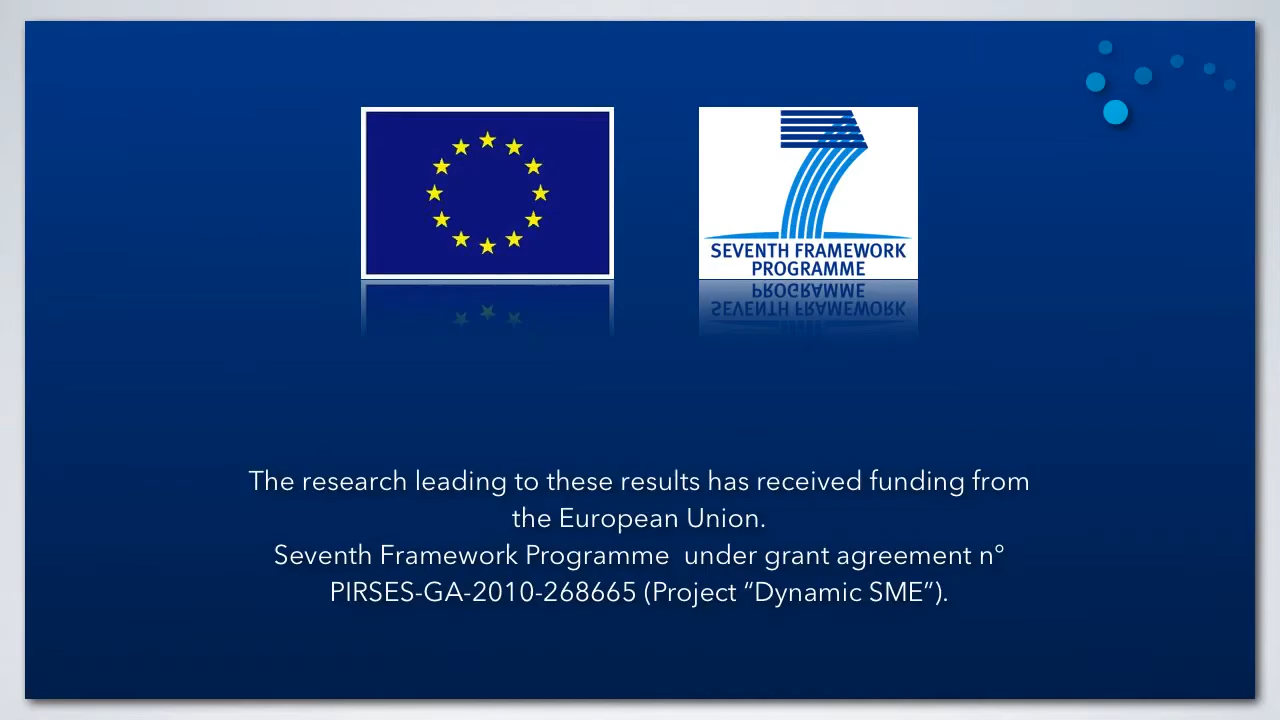 SEVENTH FRAMEWORK
PROGRAMME
The research leading to these results has received funding from
the European Union.
Seventh Framework Programme  under grant agreement n°
PIRSES-GA-2010-268665 (Project “Dynamic SME”).